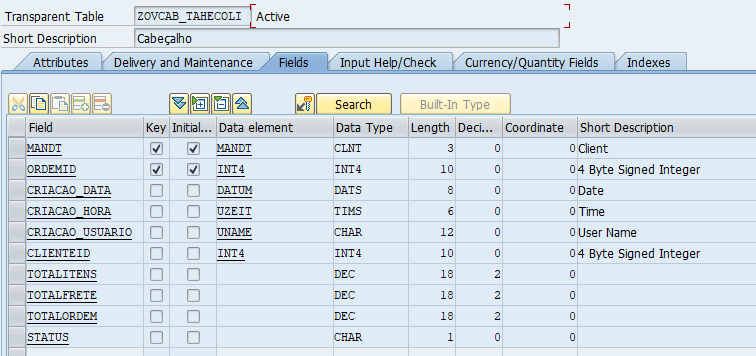 Transparent Table ZOVCAB_TAHECOLI Active
Short Description Cabeçalho
Attributes Delivery and Maintenance Fields Input Help/Check Currency/Quantity Fields Indexes
Search Built-In Type
Field Key Initial... Data element Data Type Length Deci... Coordinate Short Description
MANDT MANDT CLNT 3 0 0 Client
ORDEMID INT4 INT4 10 0 0 4 Byte Signed Integer
CRIACAO_DATA DATUM DATS 8 0 0 Date
CRIACAO_HORA UZEIT TIMS 6 0 0 Time
CRIACAO_USUARIO UNAME CHAR 12 0 0 User Name
CLIENTEID INT4 INT4 10 0 0 4 Byte Signed Integer
TOTALITENS DEC 18 2 0
TOTALFRETE DEC 18 2 0
TOTALORDEM DEC 18 2 0
STATUS CHAR 1 0 0